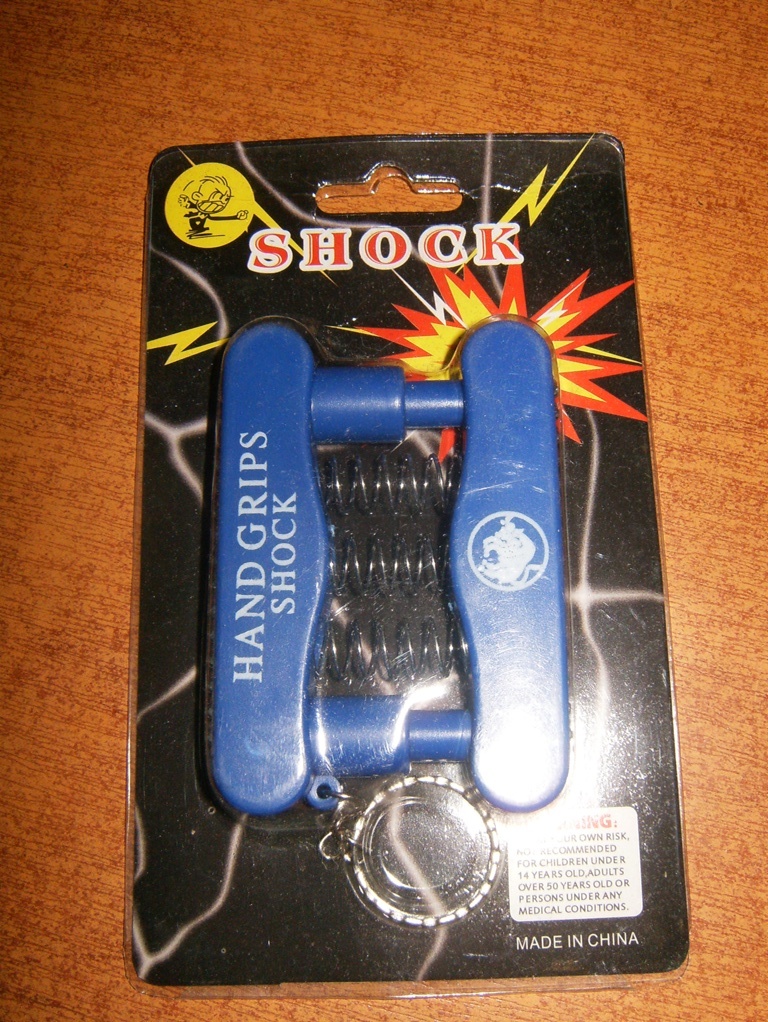 SHOCK
HAND GRIPS
SHOCK
OWN RISK,
RECOMMENDED
FOR CHILDREN UNDER
14 YEARS OLD,ADULTS
OVER 50 YEARS OLD OR
PERSONS UNDER ANY
MEDICAL CONDITIONS.
MADE IN CHINA